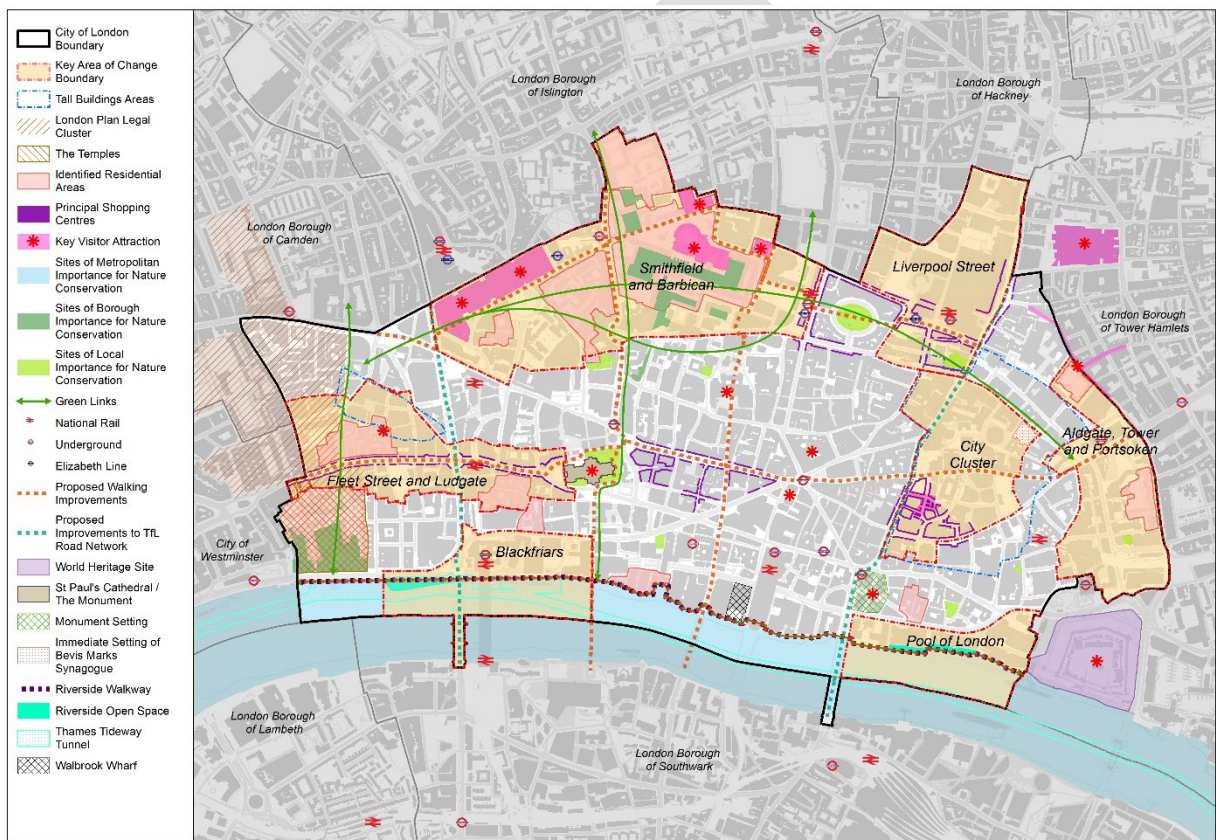 City of London
Boundary
Key Area of Change
Boundary
Tall Buildings Areas
London Plan Legal
Cluster
The Temples
Identified Residential
Areas
Principal Shopping
Centres
Key Visitor Attraction
Sites of Metropolitan
Importance for Nature
Conservation
Sites of Borough
Importance for Nature
Conservation
Sites of Local
Importance for Nature
Conservation
Green Links
National Rail
Underground
Elizabeth Line
Proposed Walking
Improvements
Proposed
Improvements to TfL
Road Network
World Heritage Site
St Paul's Cathedral /
The Monument
Monument Setting
Immediate Setting of
Bevis Marks
Synagogue
Riverside Walkway
Riverside Open Space
Thames Tideway
Tunnel
Walbrook Wharf
London Borough
of Islington
London Borough
of Hackney
London Borough
of Camden
Smithfield
and Barbican
Liverpool Street
London Borough
of Tower Hamlets
City
Cluster
Aldgate, Tower
and Portsoken
Fleet Street and Ludgate
City of
Westminster
Blackfriars
Pool of London
London Borough
of Lambeth
London Borough
of Southwark